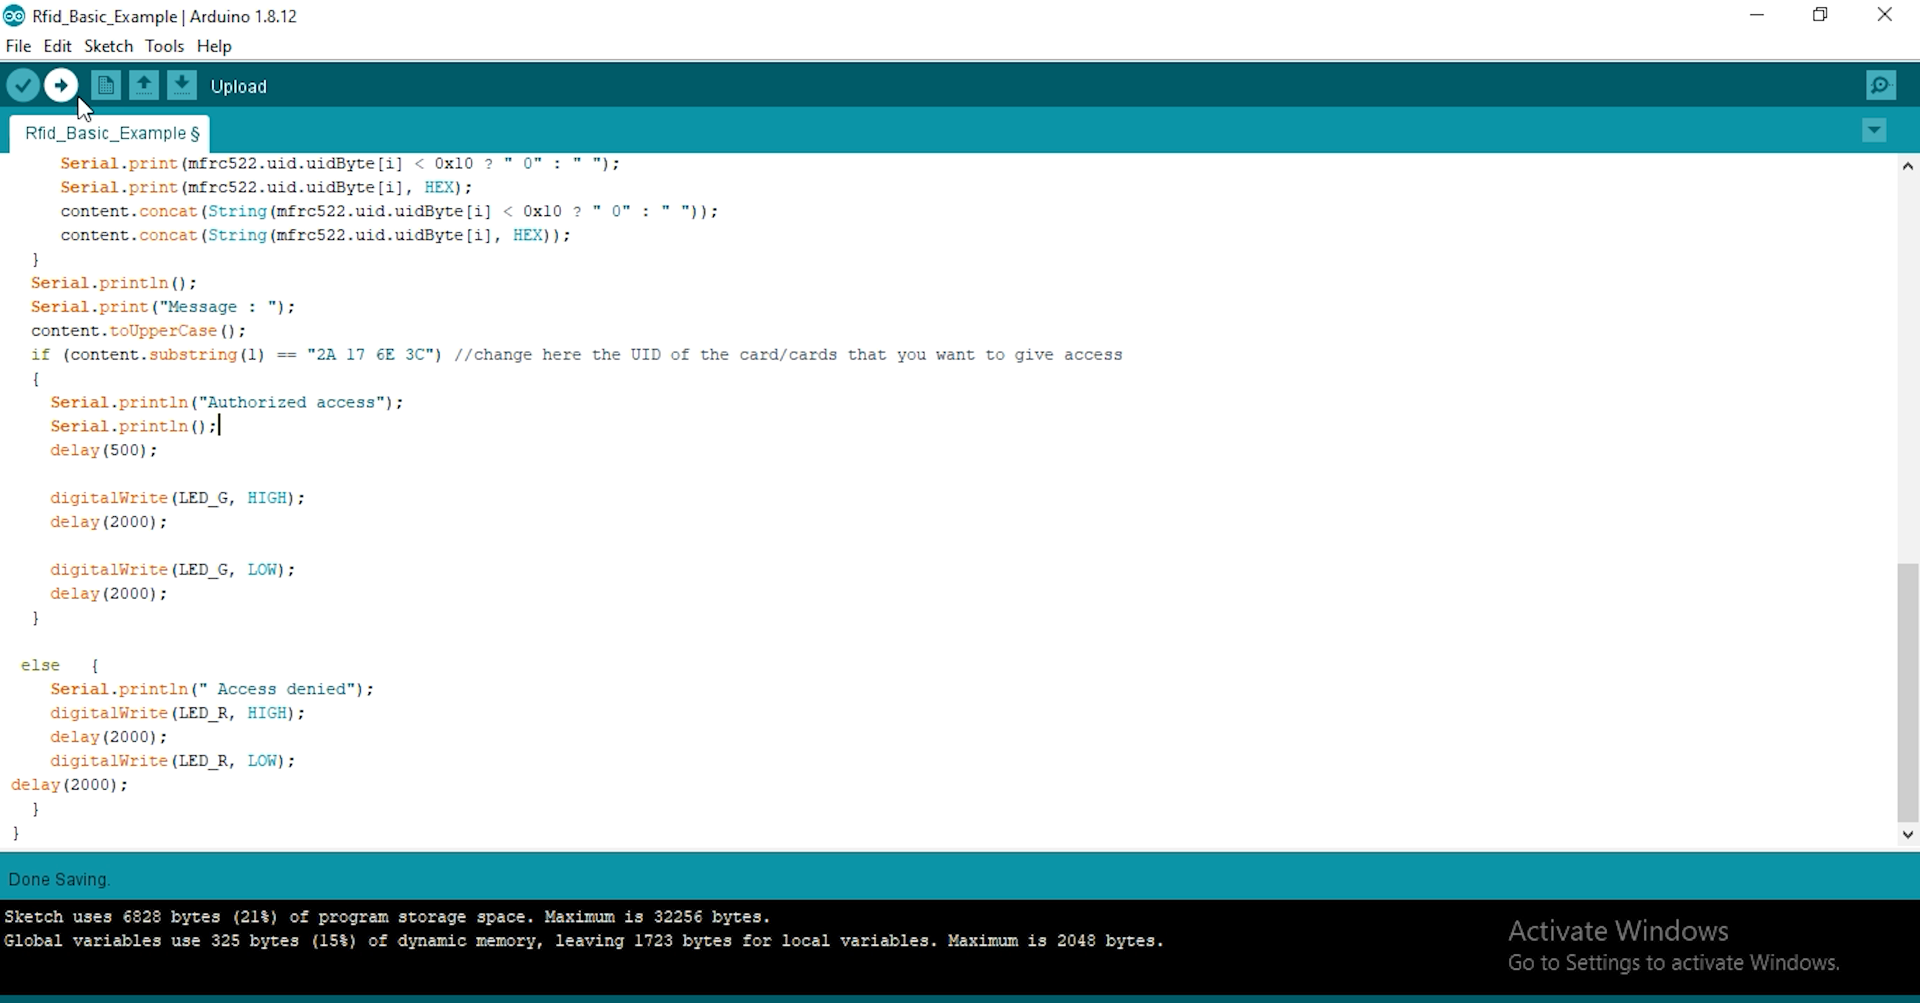 Rfid_Basic_Example | Arduino 1.8.12
File Edit Sketch Tools Help
Upload
Rfid_Basic_Example §
Serial.print(mfrc522.uid.uidByte[i] < 0x10 ? " 0" : " ");
Serial.print(mfrc522.uid.uidByte[i], HEX);
content.concat(String(mfrc522.uid.uidByte[i] < 0x10 ? " 0" : " "));
content.concat(String(mfrc522.uid.uidByte[i], HEX));
}
Serial.println();
Serial.print("Message : ");
content.toUpperCase();
if (content.substring(1) == "2A 17 6E 3C") //change here the UID of the card/cards that you want to give access
{
Serial.println("Authorized access");
Serial.println();
delay(500);
digitalWrite(LED_G, HIGH);
delay(2000);
digitalWrite(LED_G, LOW);
delay(2000);
}
else {
Serial.println(" Access denied");
digitalWrite(LED_R, HIGH);
delay(2000);
digitalWrite(LED_R, LOW);
delay(2000);
}
}
Done Saving.
Sketch uses 6828 bytes (21%) of program storage space. Maximum is 32256 bytes.
Global variables use 325 bytes (15%) of dynamic memory, leaving 1723 bytes for local variables. Maximum is 2048 bytes.
Activate Windows
Go to Settings to activate Windows.